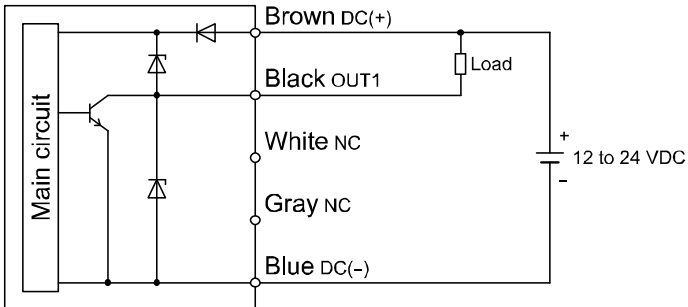 Brown DC(+)
Load
Black OUT1
White NC
Main circuit
+
12 to 24 VDC
−
Gray NC
Blue DC(−)